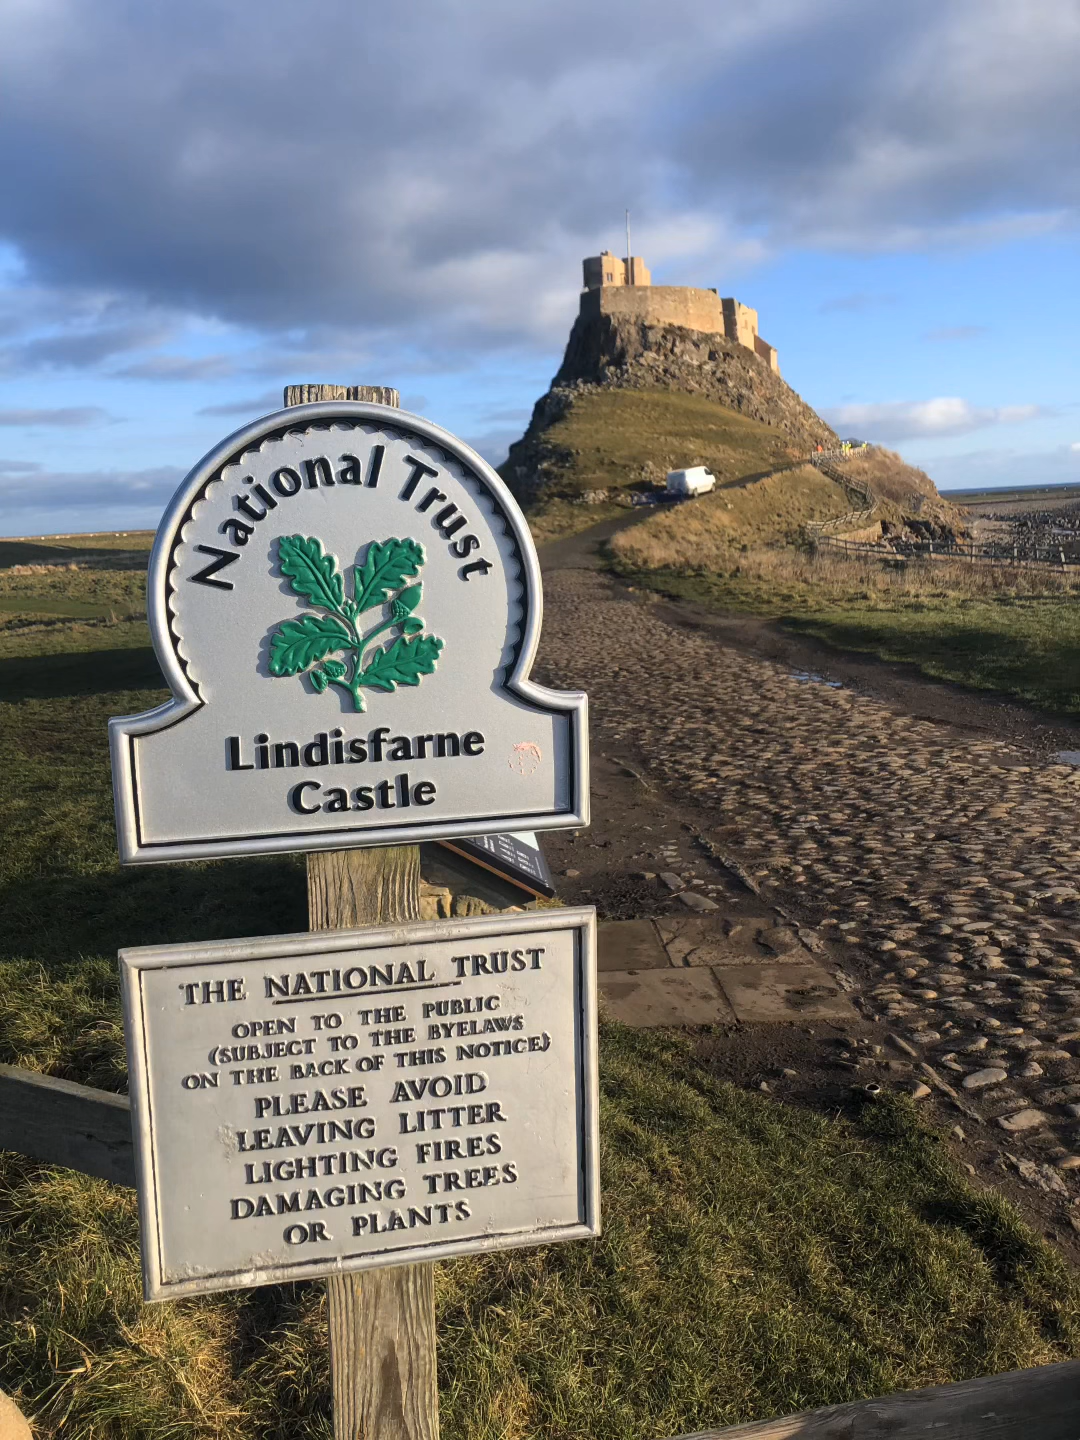 National Trust
Lindisfarne
Castle
THE NATIONAL TRUST
OPEN TO THE PUBLIC
(SUBJECT TO THE BYELAWS
ON THE BACK OF THIS NOTICE)
PLEASE AVOID
LEAVING LITTER
LIGHTING FIRES
DAMAGING TREES
OR PLANTS